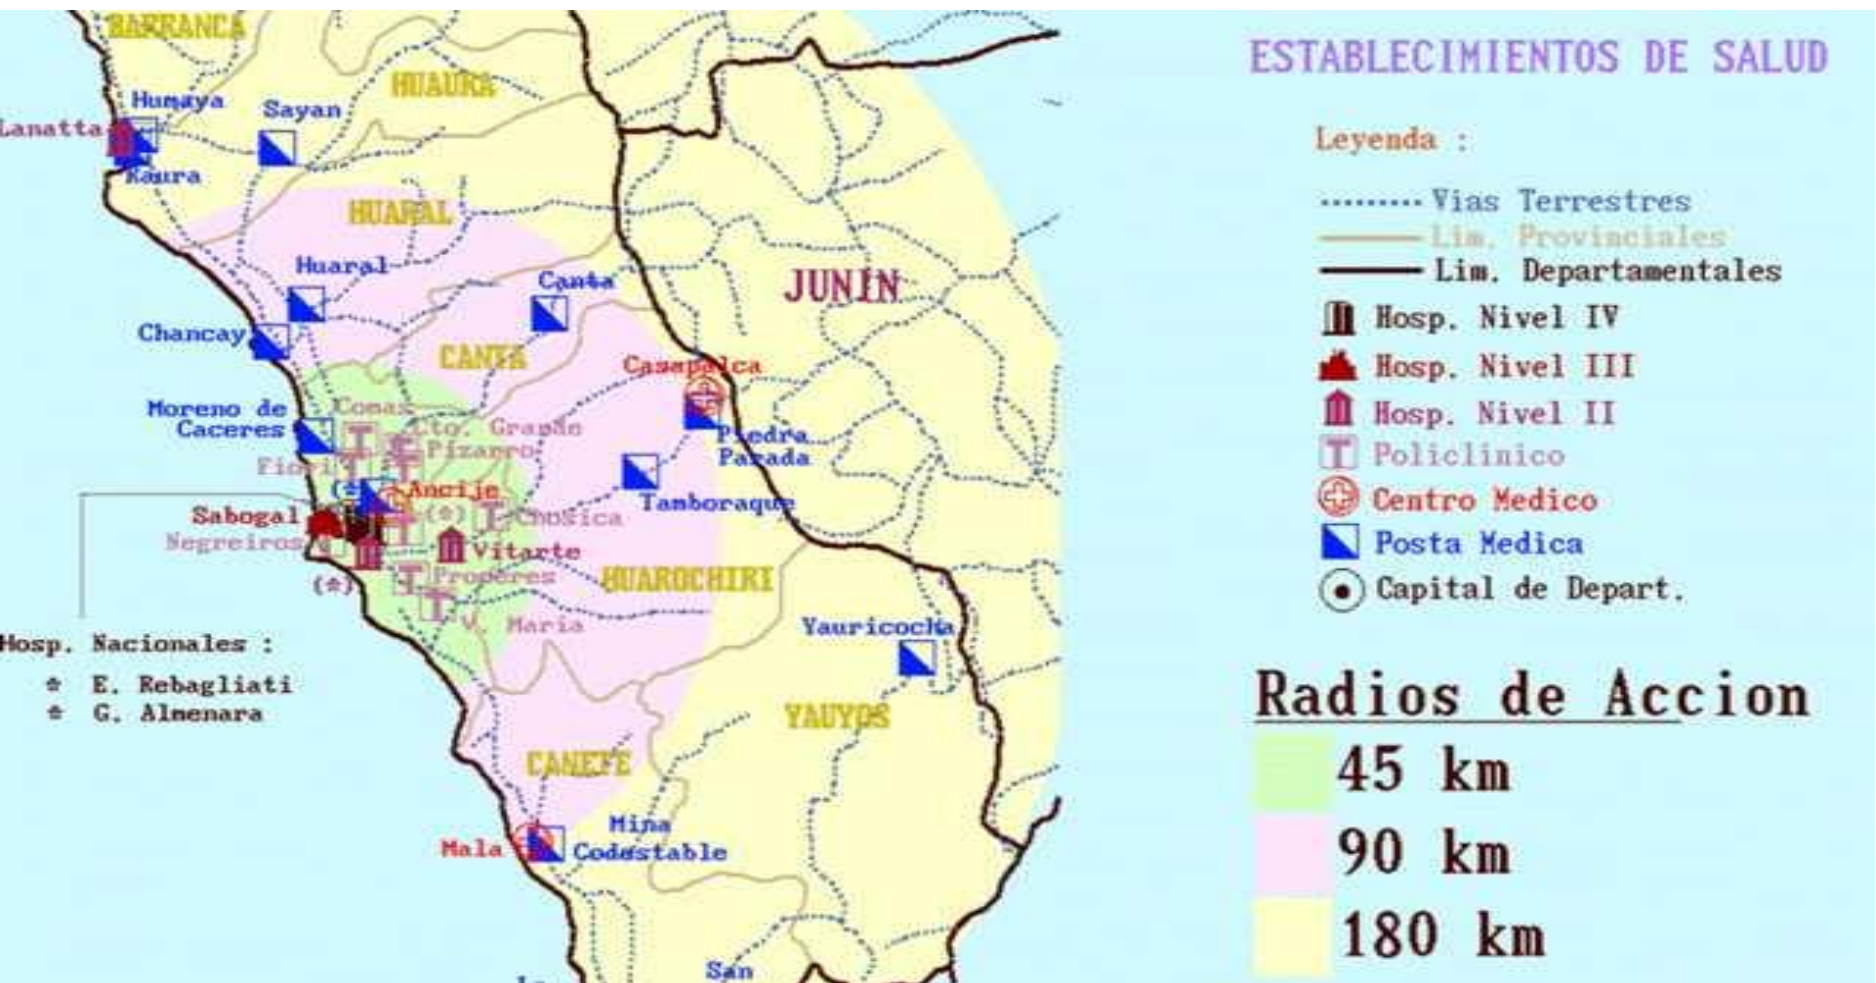 BARRANCA
HUAURA
Humaya
Sayan
Lanatta
HUARAL
Huaral
Canta
Chancay
JUNIN
CANTA
Casapalca
Moreno de
Caceres
Comas
Cto. Grande
Pizarro
Fiori
Piedra
Parada
(*)
Ancije
(*)
Tamboraque
Sabogal
Chosica
Negreiros
Vitarte
(*)
Proceres
HUAROCHIRI
V. Maria
Yauricocha
Hosp. Nacionales :
* E. Rebagliati
* G. Almenara
YAUYOS
CANETE
Mina
Mala
Codestable
San
ESTABLECIMIENTOS DE SALUD
Leyenda :
Vias Terrestres
Lim. Provinciales
Lim. Departamentales
Hosp. Nivel IV
Hosp. Nivel III
Hosp. Nivel II
Policlinico
Centro Medico
Posta Medica
Capital de Depart.
Radios de Accion
45 km
90 km
180 km